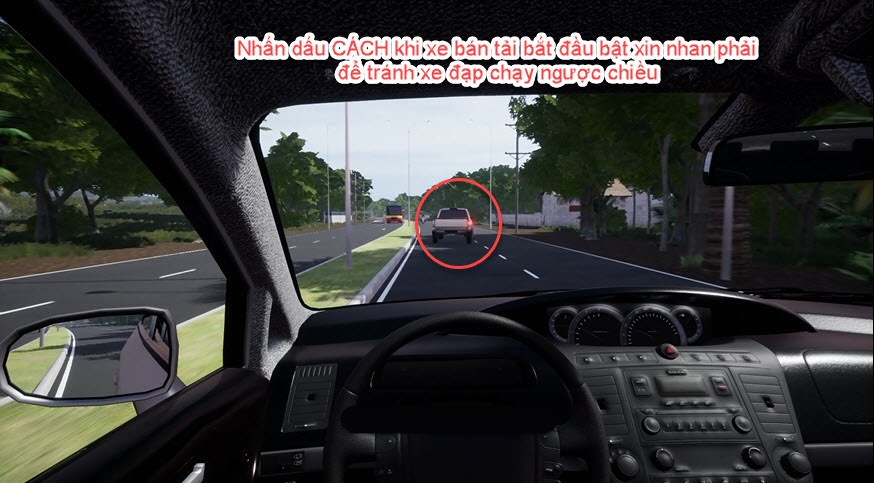 Nhấn dấu CÁCH khi xe bán tải bắt đầu bật xin nhan phải
để tránh xe đạp chạy ngược chiều